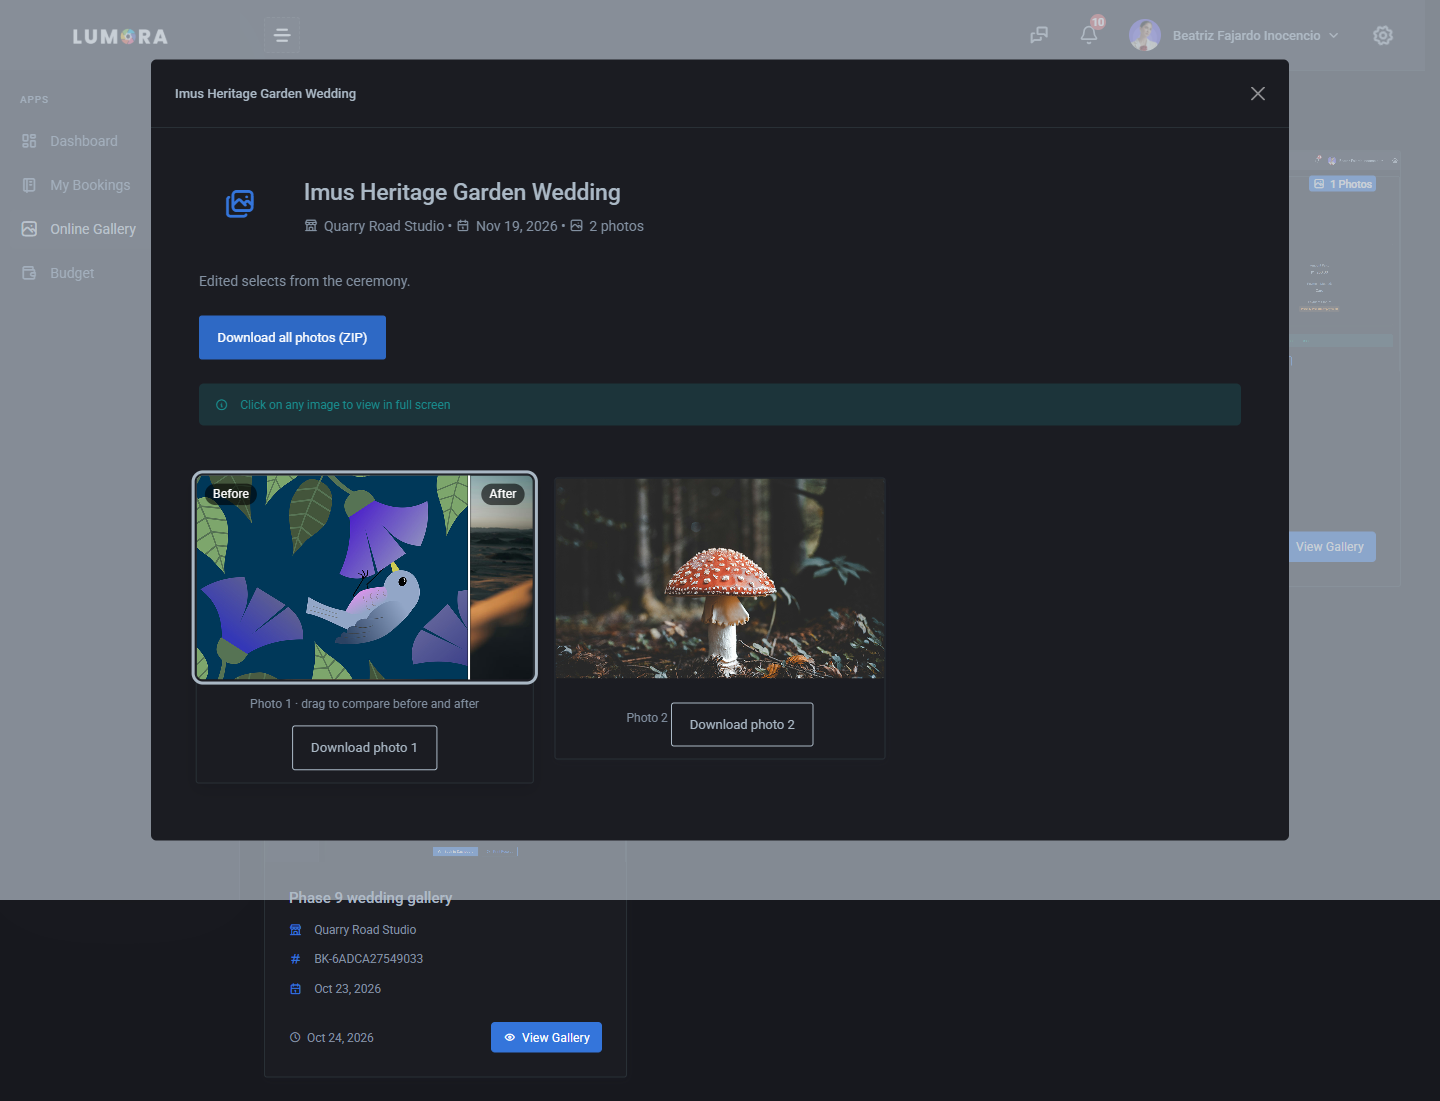 LUMORA
10
Beatriz Fajardo Inocencio
Imus Heritage Garden Wedding
APPS
Dashboard
My Bookings
Online Gallery
Budget
1 Photos
Imus Heritage Garden Wedding
Quarry Road Studio • Nov 19, 2026 • 2 photos
Edited selects from the ceremony.
Download all photos (ZIP)
Click on any image to view in full screen
Before
After
View Gallery
Photo 1 · drag to compare before and after
Download photo 1
Photo 2
Download photo 2
Phase 9 wedding gallery
Quarry Road Studio
# BK-6ADCA27549033
Oct 23, 2026
Oct 24, 2026
View Gallery